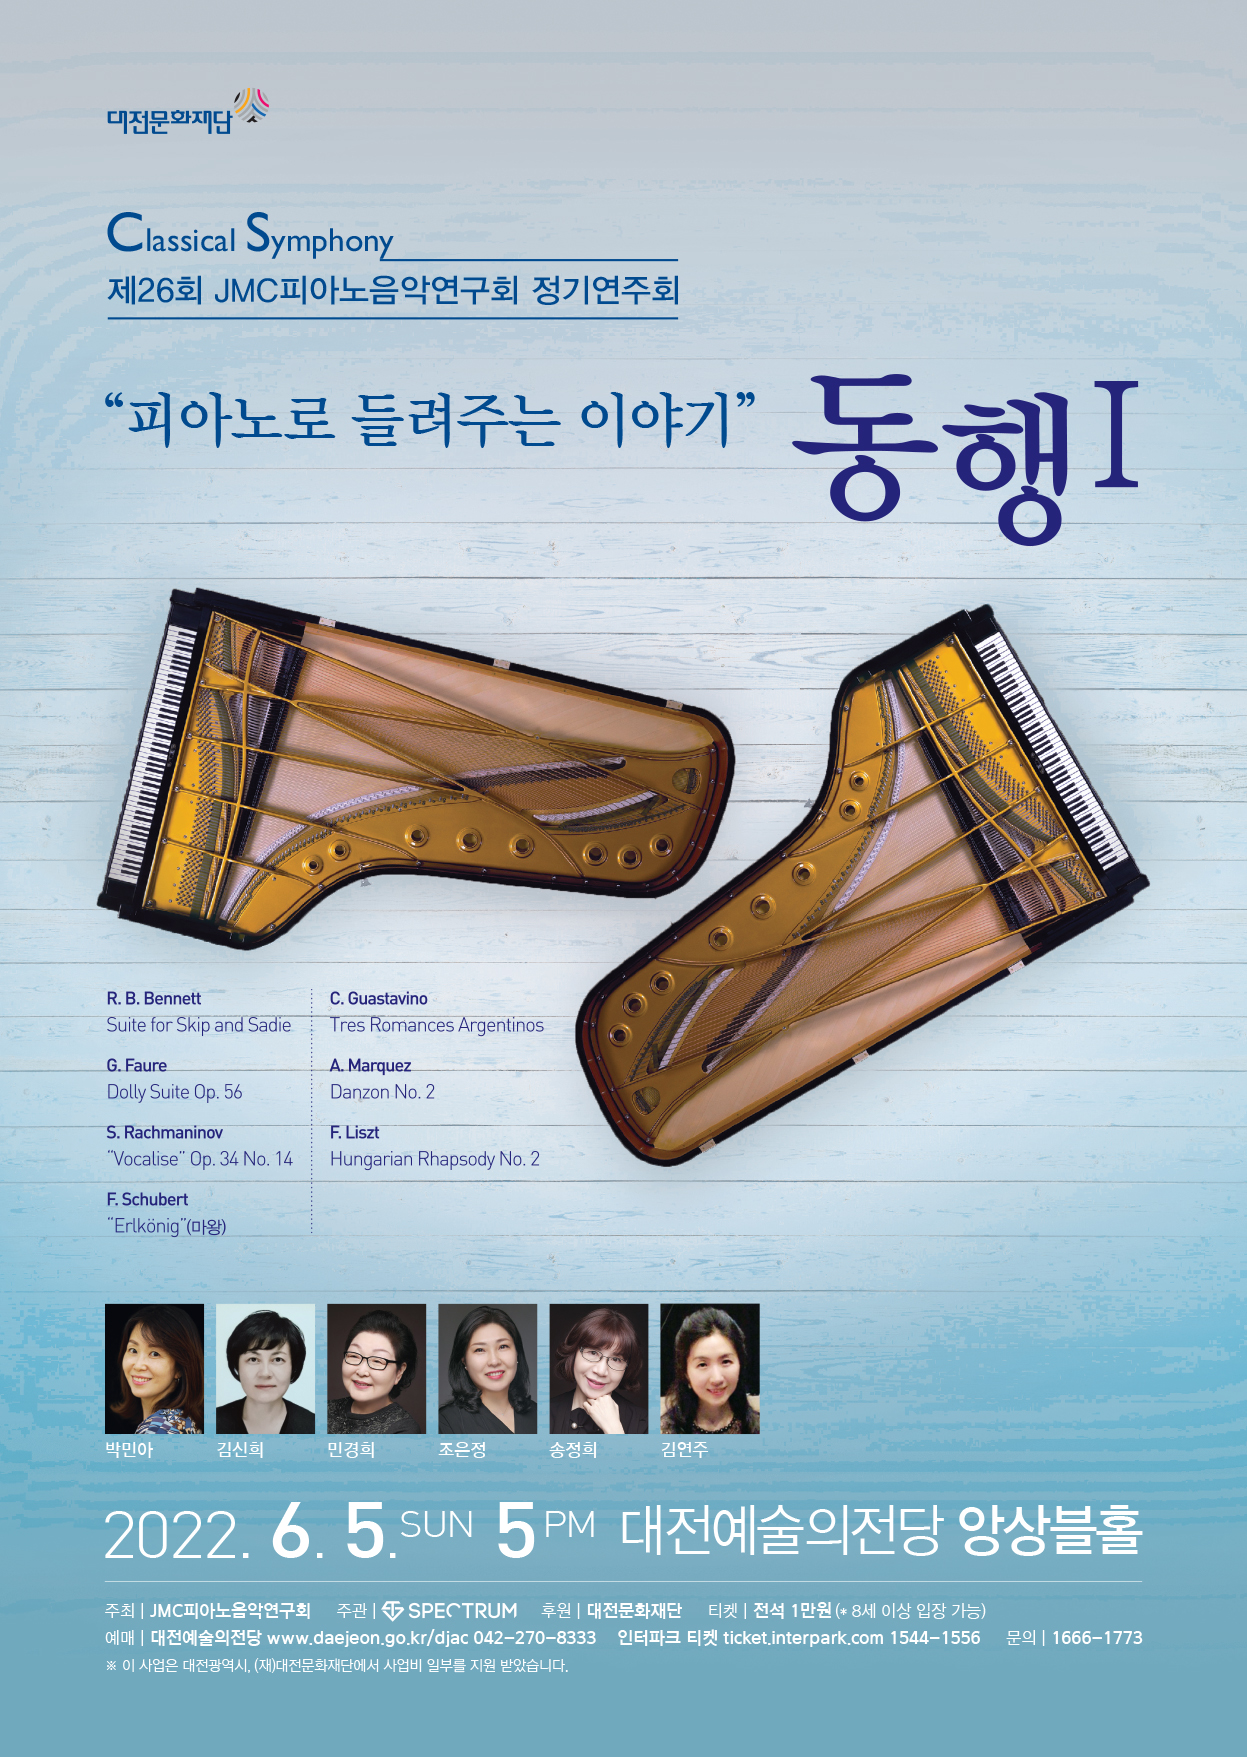 대전문화재단
Classical Symphony
제26회 JMC피아노음악연구회 정기연주회
“피아노로 들려주는 이야기” 동행 I
R. B. Bennett
Suite for Skip and Sadie
G. Faure
Dolly Suite Op. 56
S. Rachmaninov
“Vocalise” Op. 34 No. 14
F. Schubert
“Erlkönig”(마왕)
C. Guastavino
Tres Romances Argentinos
A. Marquez
Danzon No. 2
F. Liszt
Hungarian Rhapsody No. 2
박민아 김신희 민경희 조은정 송정희 김연주
2022. 6. 5. SUN 5 PM 대전예술의전당 앙상블홀
주최 | JMC피아노음악연구회 주관 | SPECTRUM 후원 | 대전문화재단 티켓 | 전석 1만원 (* 8세 이상 입장 가능)
예매 | 대전예술의전당 www.daejeon.go.kr/djac 042-270-8333 인터파크 티켓 ticket.interpark.com 1544-1556 문의 | 1666-1773
※ 이 사업은 대전광역시, (재)대전문화재단에서 사업비 일부를 지원 받았습니다.